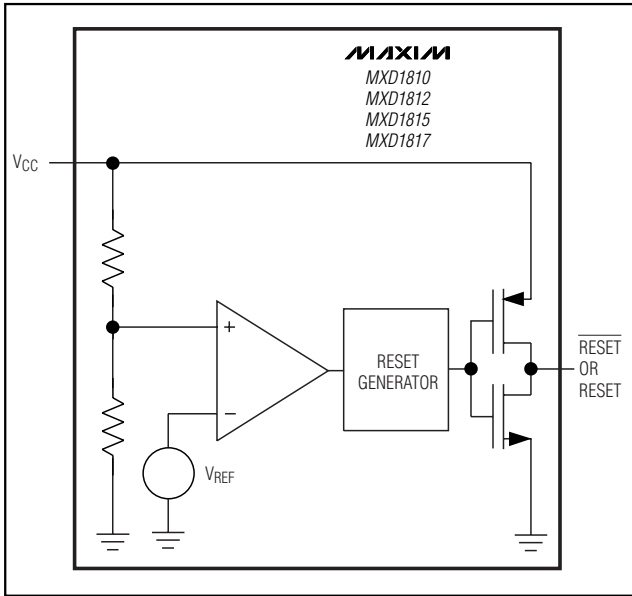 MAXIM
MXD1810
MXD1812
MXD1815
MXD1817
VCC
+
−
VREF
RESET
GENERATOR
RESET
OR
RESET